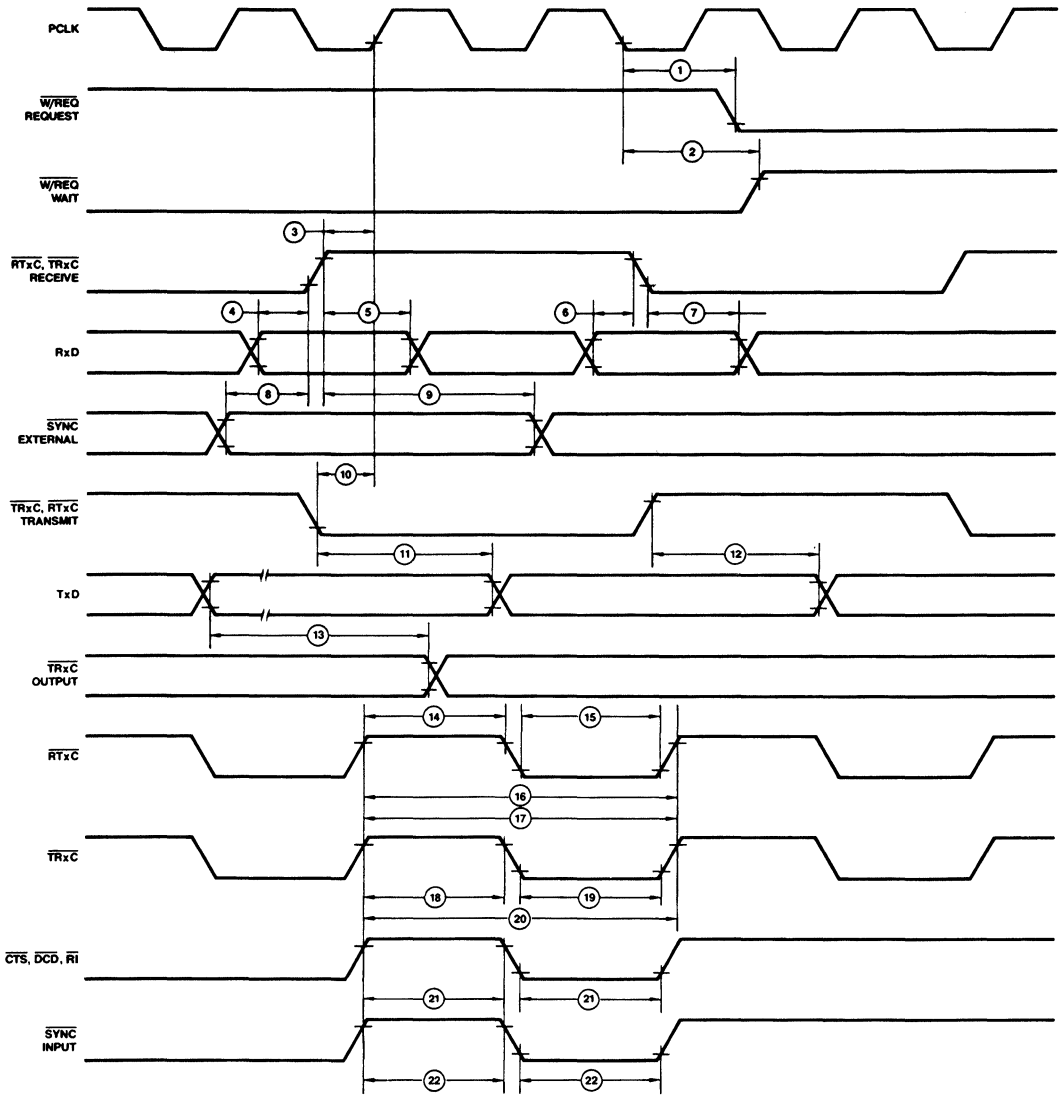 PCLK
1
W/REQ
REQUEST
2
W/REQ
WAIT
3
RTxC, TRxC
RECEIVE
4
5
6
7
RxD
8
9
SYNC
EXTERNAL
10
TRxC, RTxC
TRANSMIT
11
12
TxD
13
TRxC
OUTPUT
14
15
RTxC
16
17
TRxC
18
19
20
CTS, DCD, RI
21
21
SYNC
INPUT
22
22